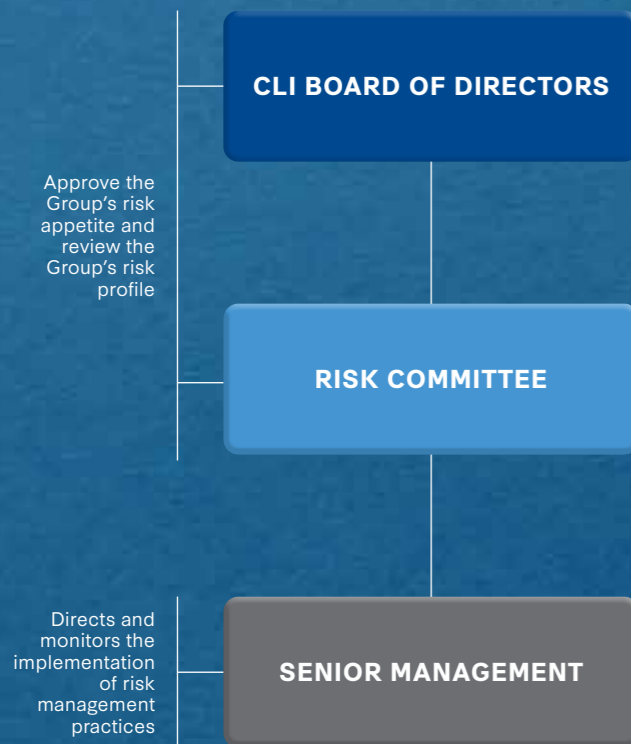 CLI BOARD OF DIRECTORS
Approve the
Group’s risk
appetite and
review the
Group’s risk
profile
RISK COMMITTEE
Directs and
monitors the
implementation
of risk
management
practices
SENIOR MANAGEMENT